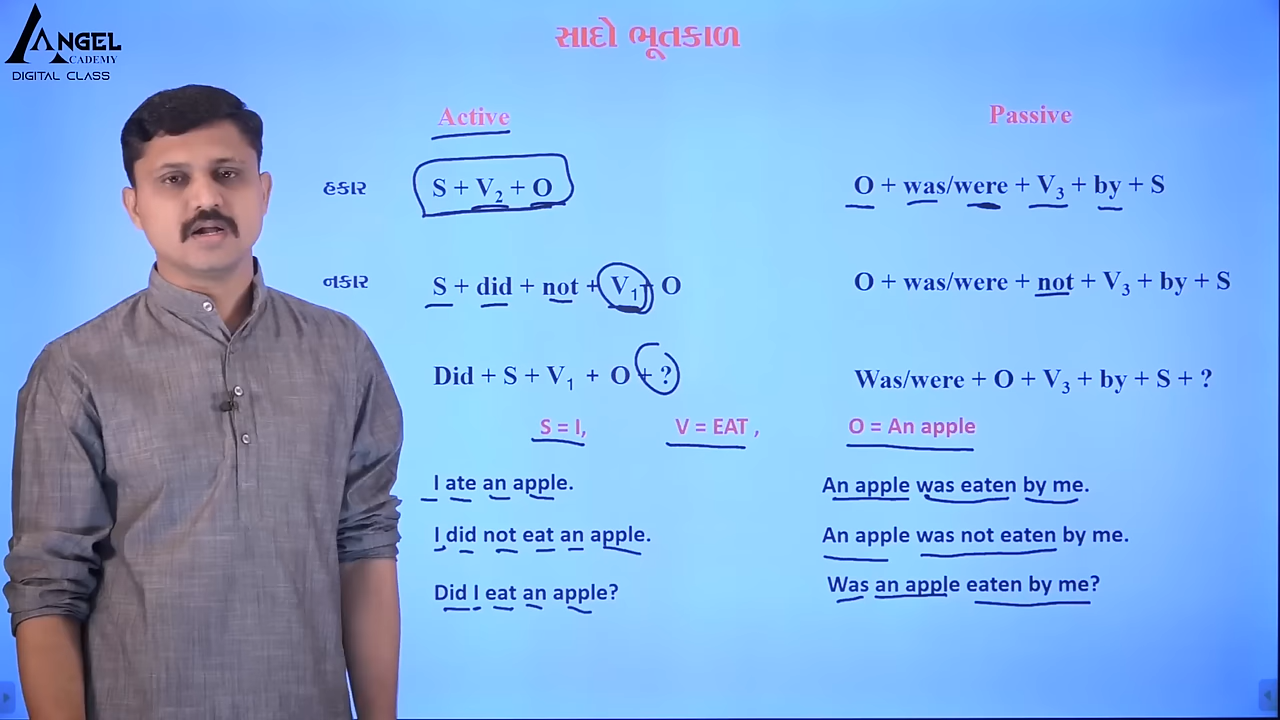 ANGEL
ACADEMY
DIGITAL CLASS
સાદો ભૂતકાળ
Active Passive
હકાર S + V₂ + O O + was/were + V₃ + by + S
નકાર S + did + not + V₁ + O O + was/were + not + V₃ + by + S
Did + S + V₁ + O + ? Was/were + O + V₃ + by + S + ?
S = I, V = EAT , O = An apple
I ate an apple. An apple was eaten by me.
I did not eat an apple. An apple was not eaten by me.
Did I eat an apple? Was an apple eaten by me?